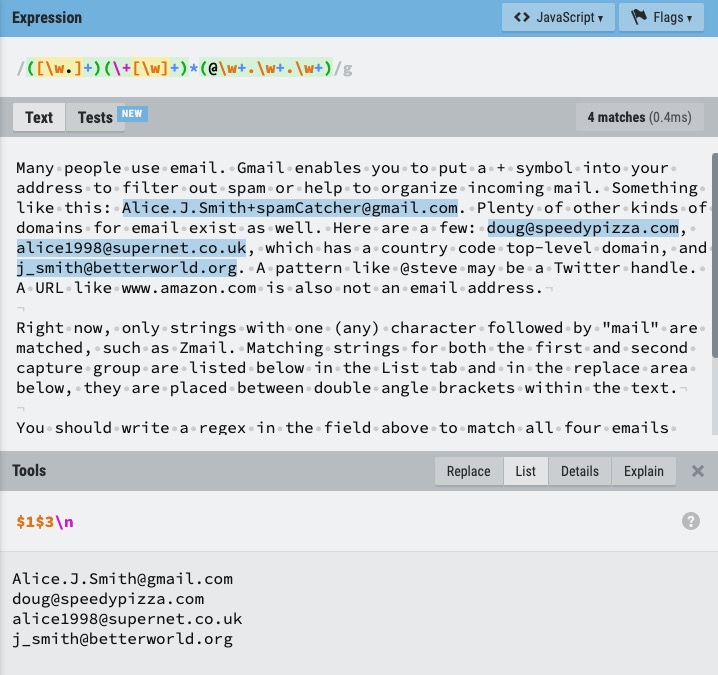 Expression
<> JavaScript ▾
Flags ▾
/([\w.]+)(\+[\w]+)*(@\w+.\w+.\w+)/g
Text
Tests
NEW
4 matches (0.4ms)
Many people use email. Gmail enables you to put a + symbol into your
address to filter out spam or help to organize incoming mail. Something
like this: Alice.J.Smith+spamCatcher@gmail.com. Plenty of other kinds of
domains for email exist as well. Here are a few: doug@speedypizza.com,
alice1998@supernet.co.uk, which has a country code top-level domain, and
j_smith@betterworld.org. A pattern like @steve may be a Twitter handle.
A URL like www.amazon.com is also not an email address.
Right now, only strings with one (any) character followed by "mail" are
matched, such as Zmail. Matching strings for both the first and second
capture group are listed below in the List tab and in the replace area
below, they are placed between double angle brackets within the text.
You should write a regex in the field above to match all four emails
Tools
Replace
List
Details
Explain
×
$1$3\n
?
Alice.J.Smith@gmail.com
doug@speedypizza.com
alice1998@supernet.co.uk
j_smith@betterworld.org